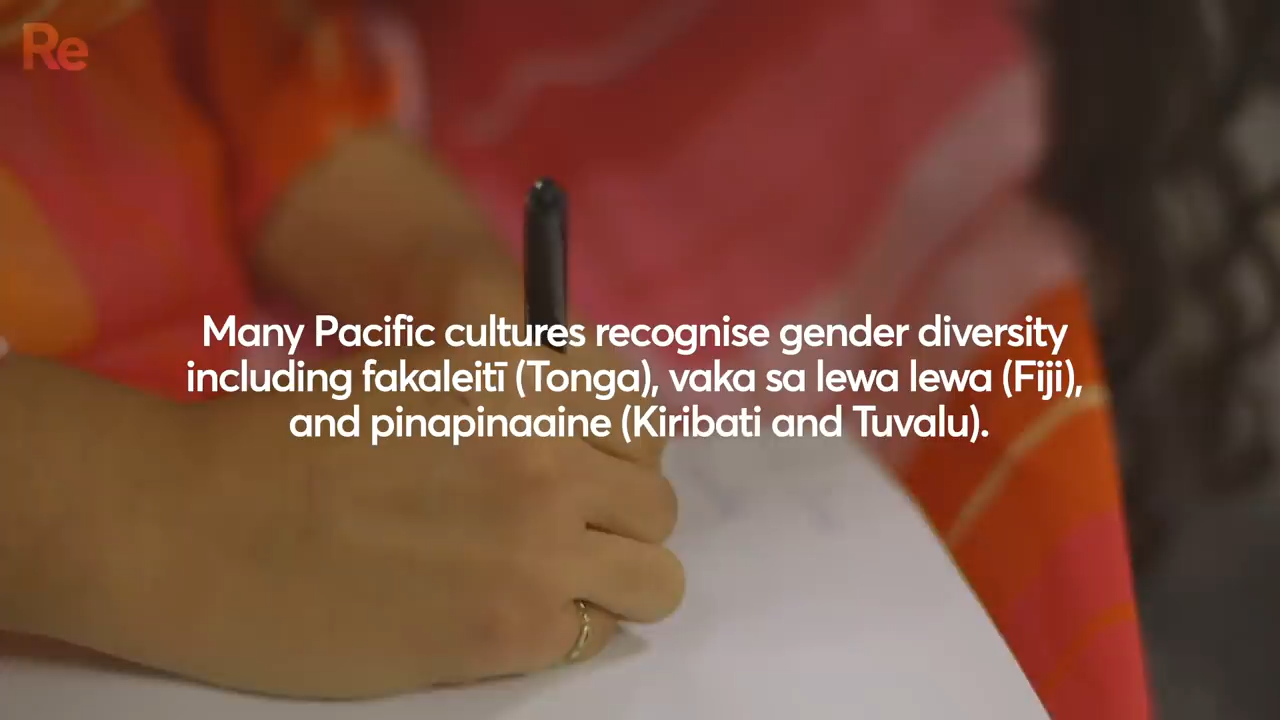 Re
Many Pacific cultures recognise gender diversity
including fakaleitī (Tonga), vaka sa lewa lewa (Fiji),
and pinapinaaine (Kiribati and Tuvalu).